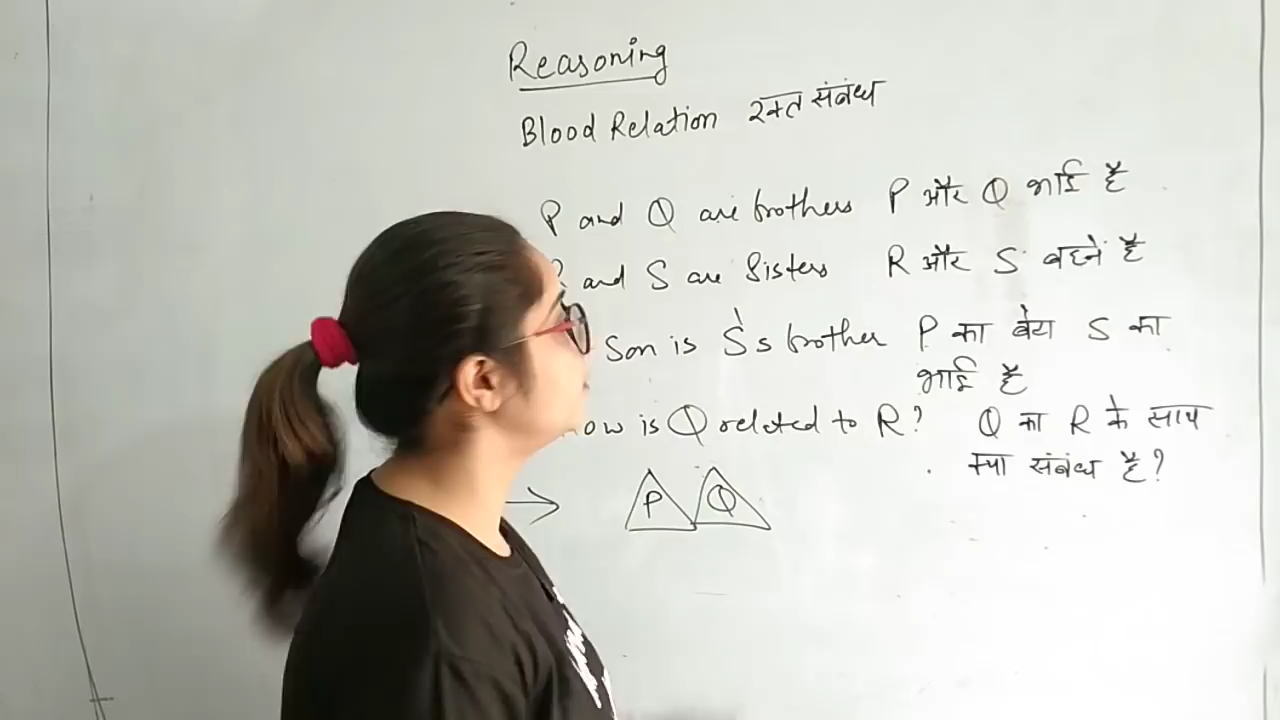 Reasoning
Blood Relation रक्त संबंध
P and Q are brothers P और Q भाई है
and S are Sisters R और S बहने है
Son is S's brother P का बेटा S का
भाई है
How is Q related to R? Q का R के साथ
क्या संबंध है?
P Q